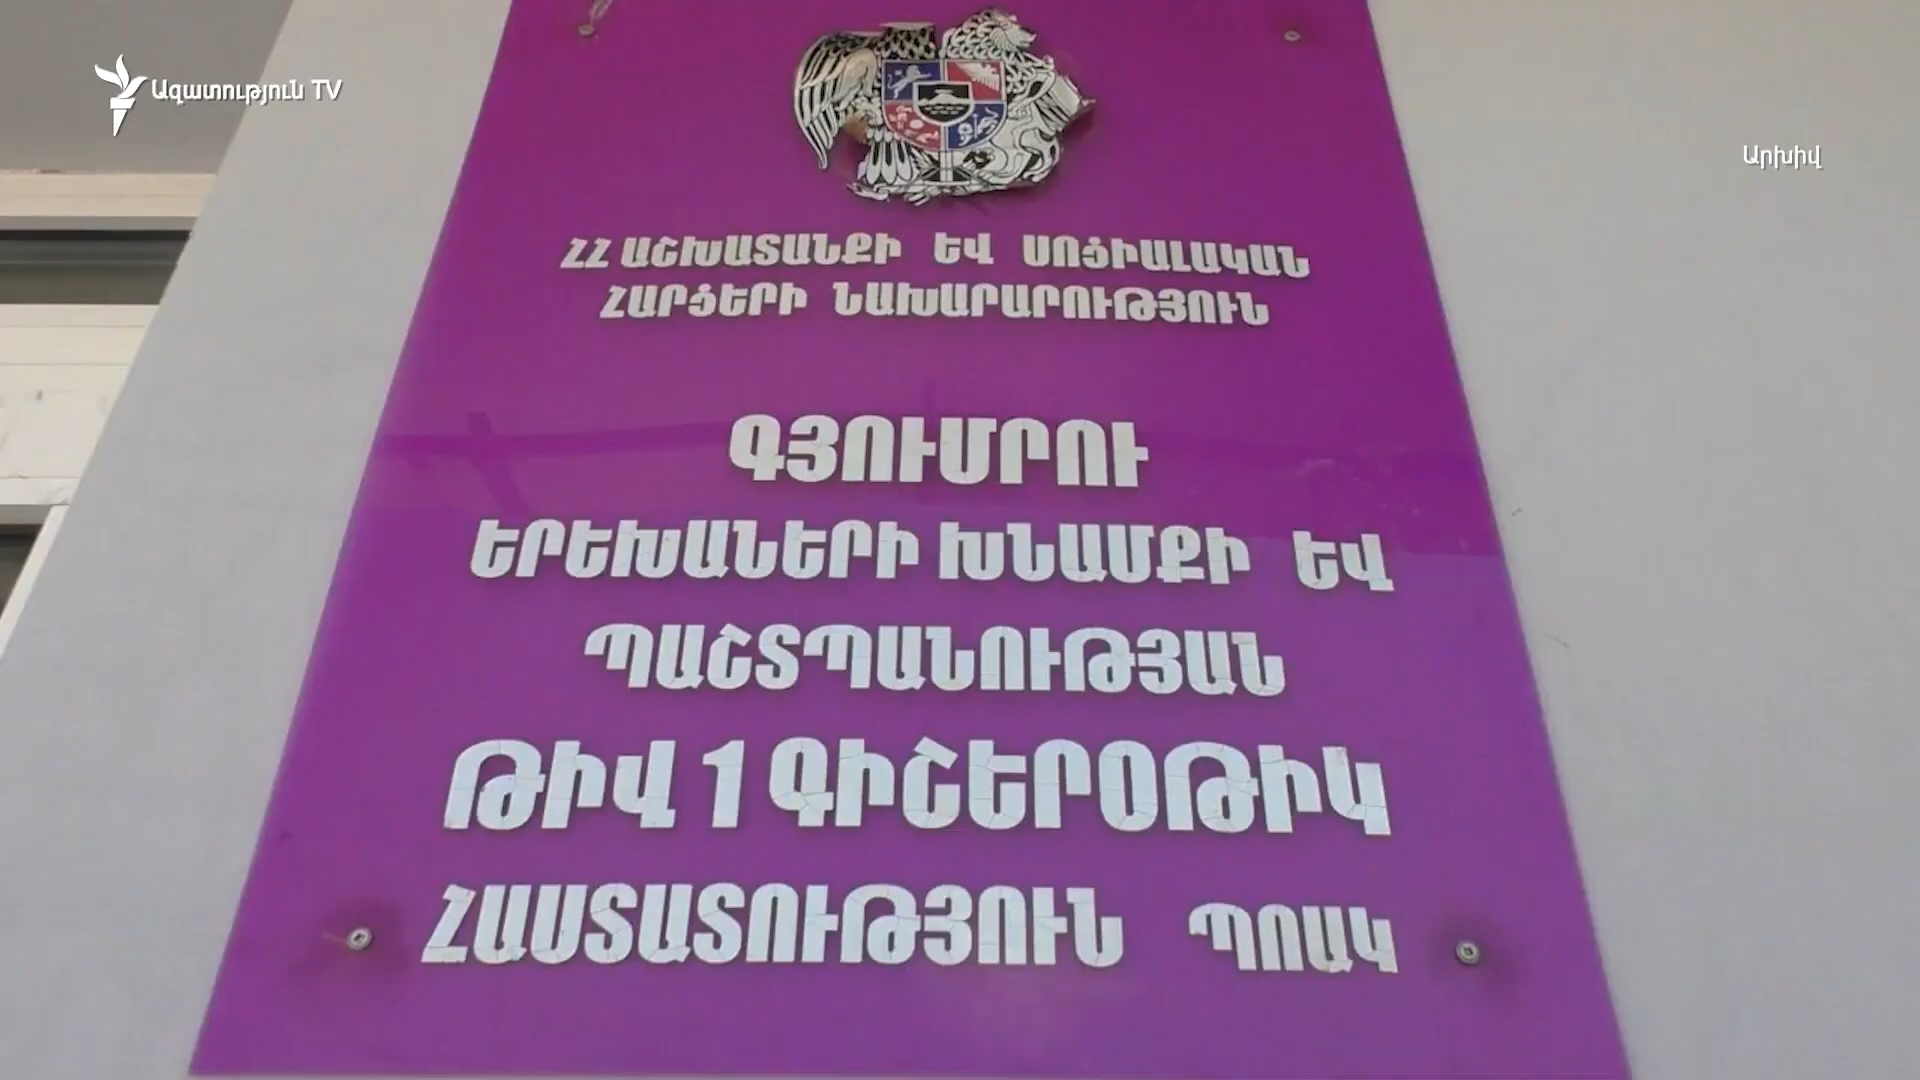 Ազատություն TV
Արխիվ
ՀՀ ԱՇԽԱՏԱՆՔԻ ԵՎ ՍՈՑԻԱԼԱԿԱՆ
ՀԱՐՑԵՐԻ ՆԱԽԱՐԱՐՈՒԹՅՈՒՆ
ԳՅՈՒՄՐՈՒ
ԵՐԵԽԱՆԵՐԻ ԽՆԱՄՔԻ ԵՎ
ՊԱՇՏՊԱՆՈՒԹՅԱՆ
ԹԻՎ 1 ԳԻՇԵՐՕԹԻԿ
ՀԱՍՏԱՏՈՒԹՅՈՒՆ ՊՈԱԿ